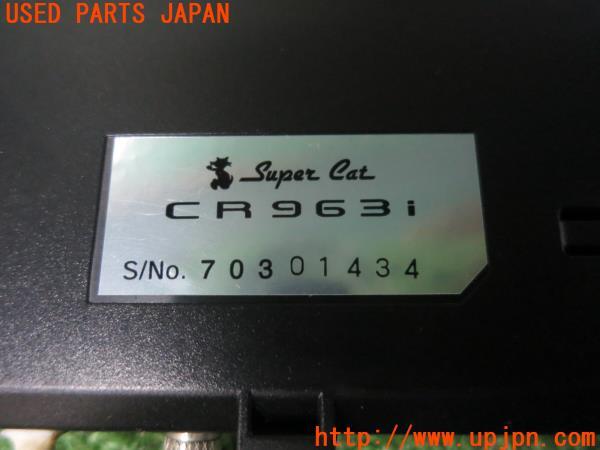 USED PARTS JAPAN
Super Cat
CR963i
S/No. 70301434
http://www.upjpn.com/